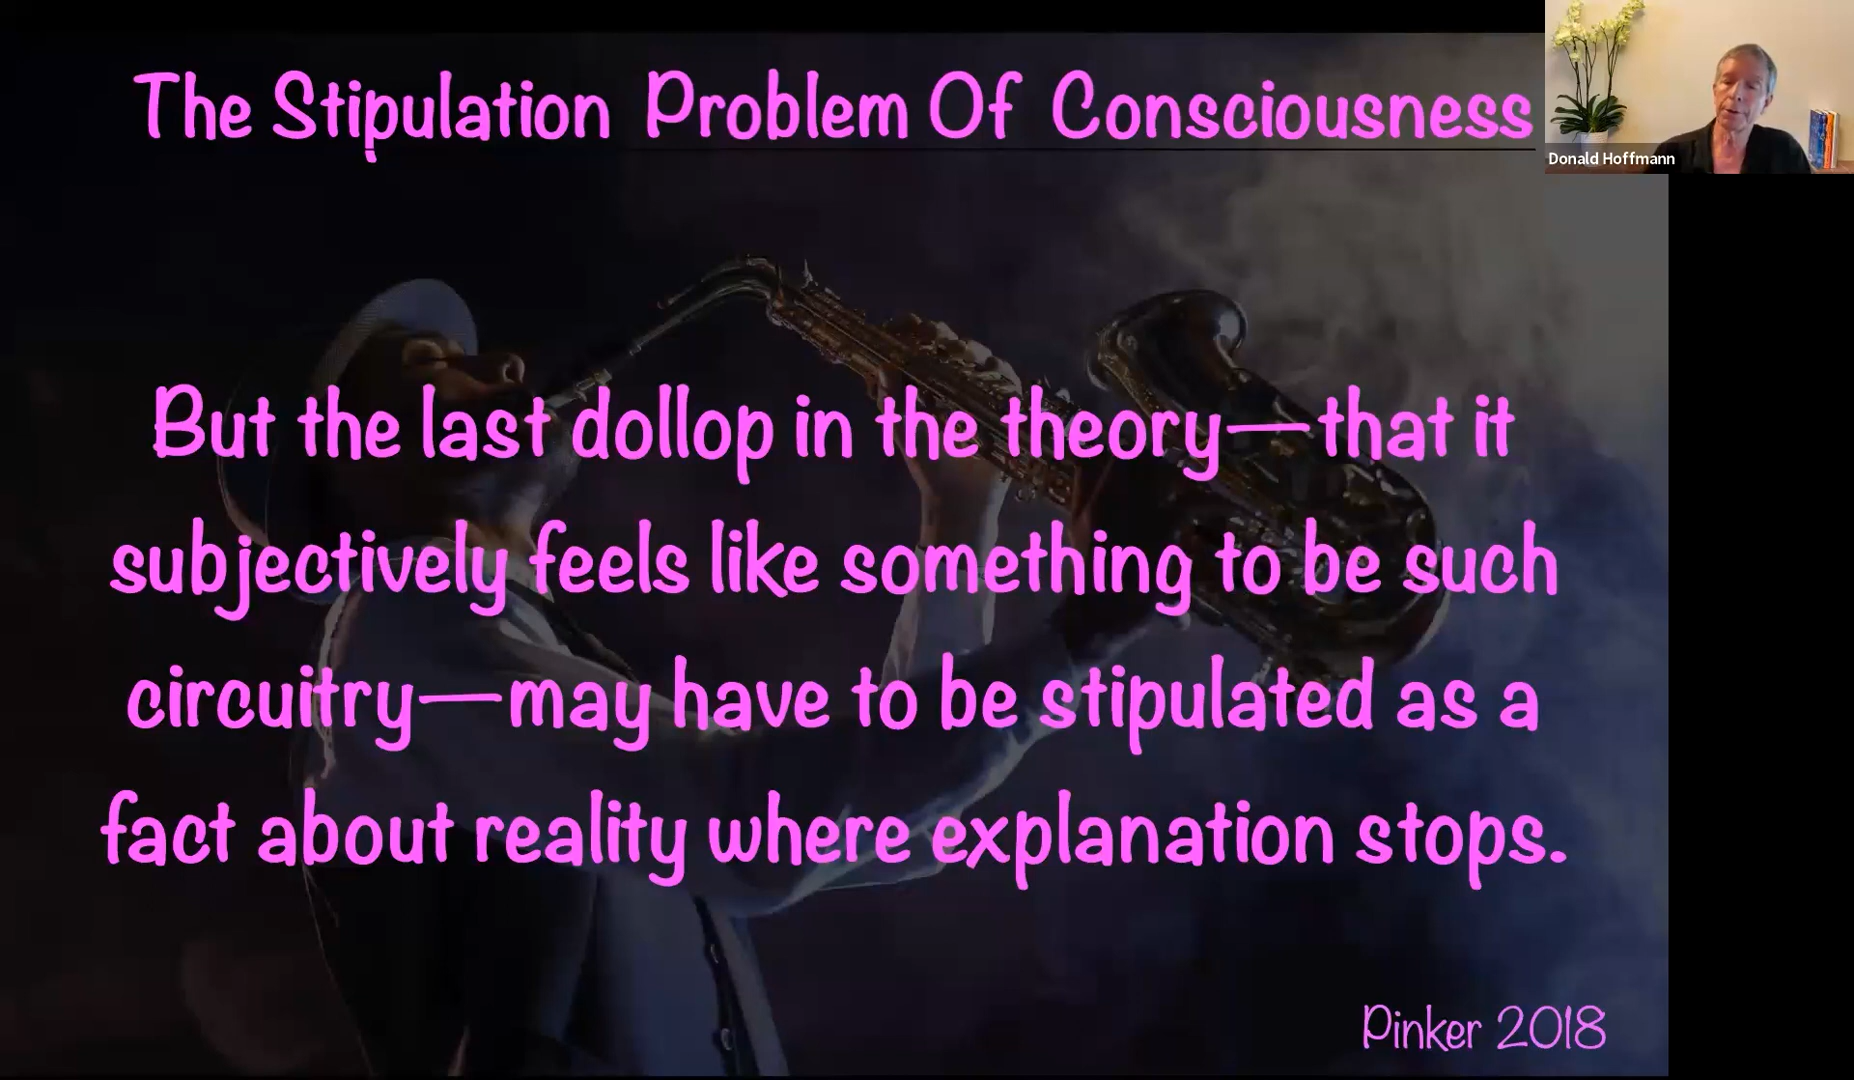 The Stipulation Problem Of Consciousness
Donald Hoffmann
But the last dollop in the theory—that it
subjectively feels like something to be such
circuitry—may have to be stipulated as a
fact about reality where explanation stops.
Pinker 2018